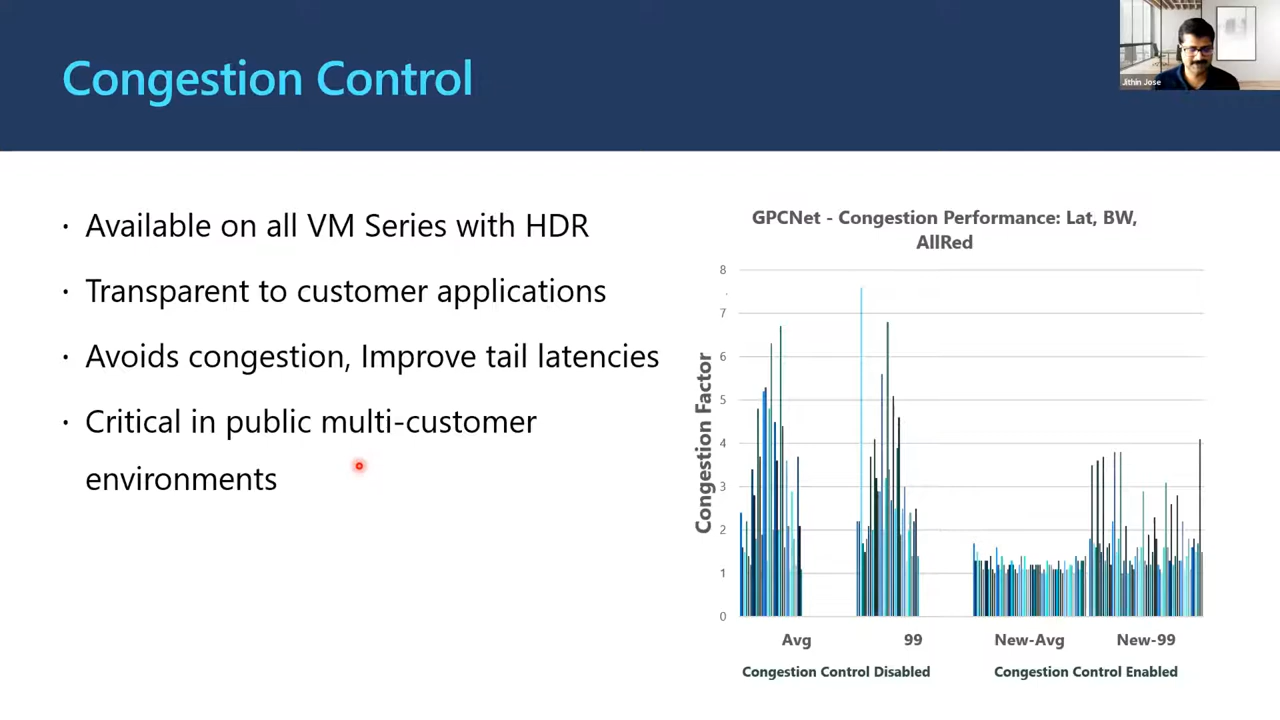 Congestion Control
Jithin Jose
· Available on all VM Series with HDR
· Transparent to customer applications
· Avoids congestion, Improve tail latencies
· Critical in public multi-customer
environments
GPCNet - Congestion Performance: Lat, BW,
AllRed
Congestion Factor
8
7
6
5
4
3
2
1
0
Avg 99 New-Avg New-99
Congestion Control Disabled Congestion Control Enabled